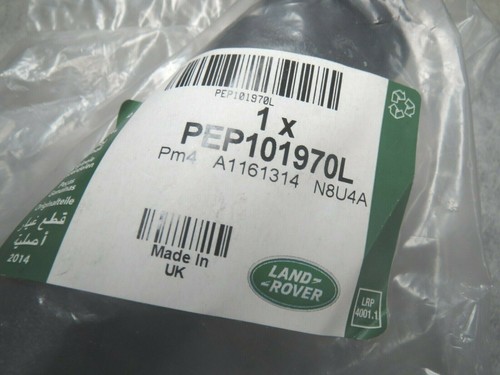 PEP101970L
1 x
PEP101970L
Pm4 A1161314 N8U4A
Made In
UK
LAND-
-ROVER
LRP
4001.1
قطع غيار
أصلية
2014